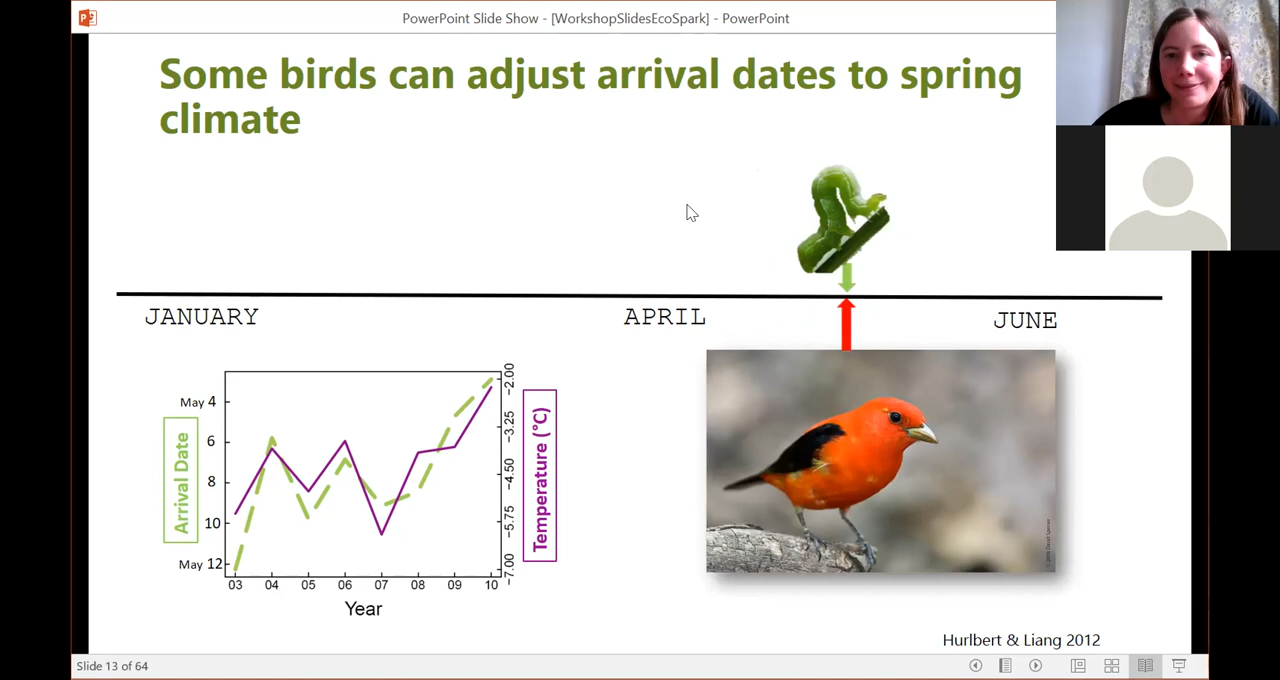 PowerPoint Slide Show - [WorkshopSlidesEcoSpark] - PowerPoint
Some birds can adjust arrival dates to spring
climate
JANUARY
APRIL
JUNE
Arrival Date
May 4
6
8
10
May 12
03 04 05 06 07 08 09 10
Year
-2.00
-3.25
-4.50
-5.75
-7.00
Temperature (°C)
Hurlbert & Liang 2012
Slide 13 of 64